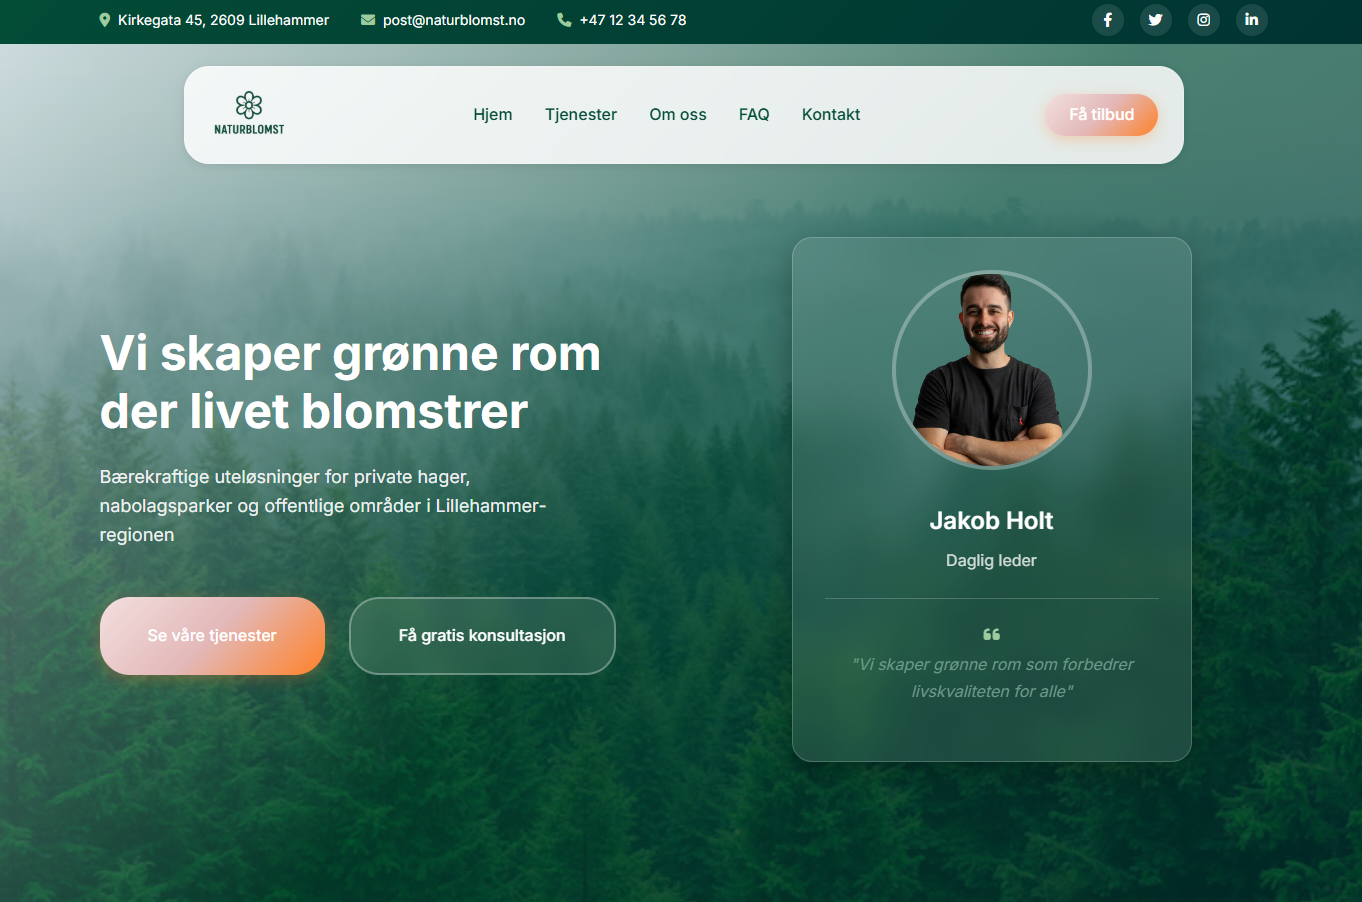 Kirkegata 45, 2609 Lillehammer
post@naturblomst.no
+47 12 34 56 78
NATURBLOMST
Hjem
Tjenester
Om oss
FAQ
Kontakt
Få tilbud
Vi skaper grønne rom
der livet blomstrer
Bærekraftige uteløsninger for private hager,
nabolagsparker og offentlige områder i Lillehammer-
regionen
Se våre tjenester
Få gratis konsultasjon
Jakob Holt
Daglig leder
"Vi skaper grønne rom som forbedrer
livskvaliteten for alle"